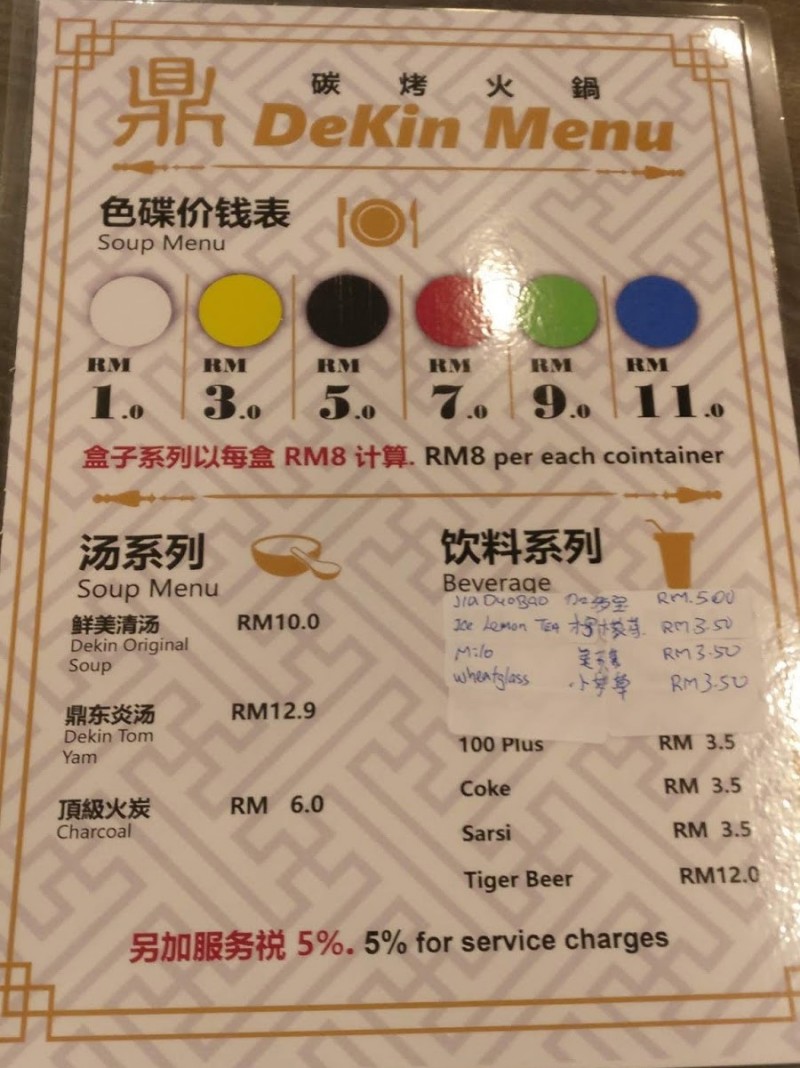 鼎
碳烤火鍋
DeKin Menu
色碟价钱表
Soup Menu
RM 1.0
RM 3.0
RM 5.0
RM 7.0
RM 9.0
RM 11.0
盒子系列以每盒 RM8 计算. RM8 per each cointainer
汤系列
Soup Menu
鲜美清汤 RM10.0
Dekin Original
Soup
鼎东炎汤 RM12.9
Dekin Tom
Yam
頂級火炭 RM 6.0
Charcoal
饮料系列
Beverage
Jia DuoBAO 加多宝 RM.5.00
Ice Lemon TEA RM 3.50
Milo RM 3.50
wheatglass RM 3.50
100 Plus RM 3.5
Coke RM 3.5
Sarsi RM 3.5
Tiger Beer RM12.0
另加服务税 5%. 5% for service charges